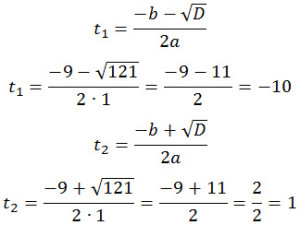 t₁ = (−b − √D) / 2a
t₁ = (−9 − √121) / (2 · 1) = (−9 − 11) / 2 = −10
t₂ = (−b + √D) / 2a
t₂ = (−9 + √121) / (2 · 1) = (−9 + 11) / 2 = 2/2 = 1